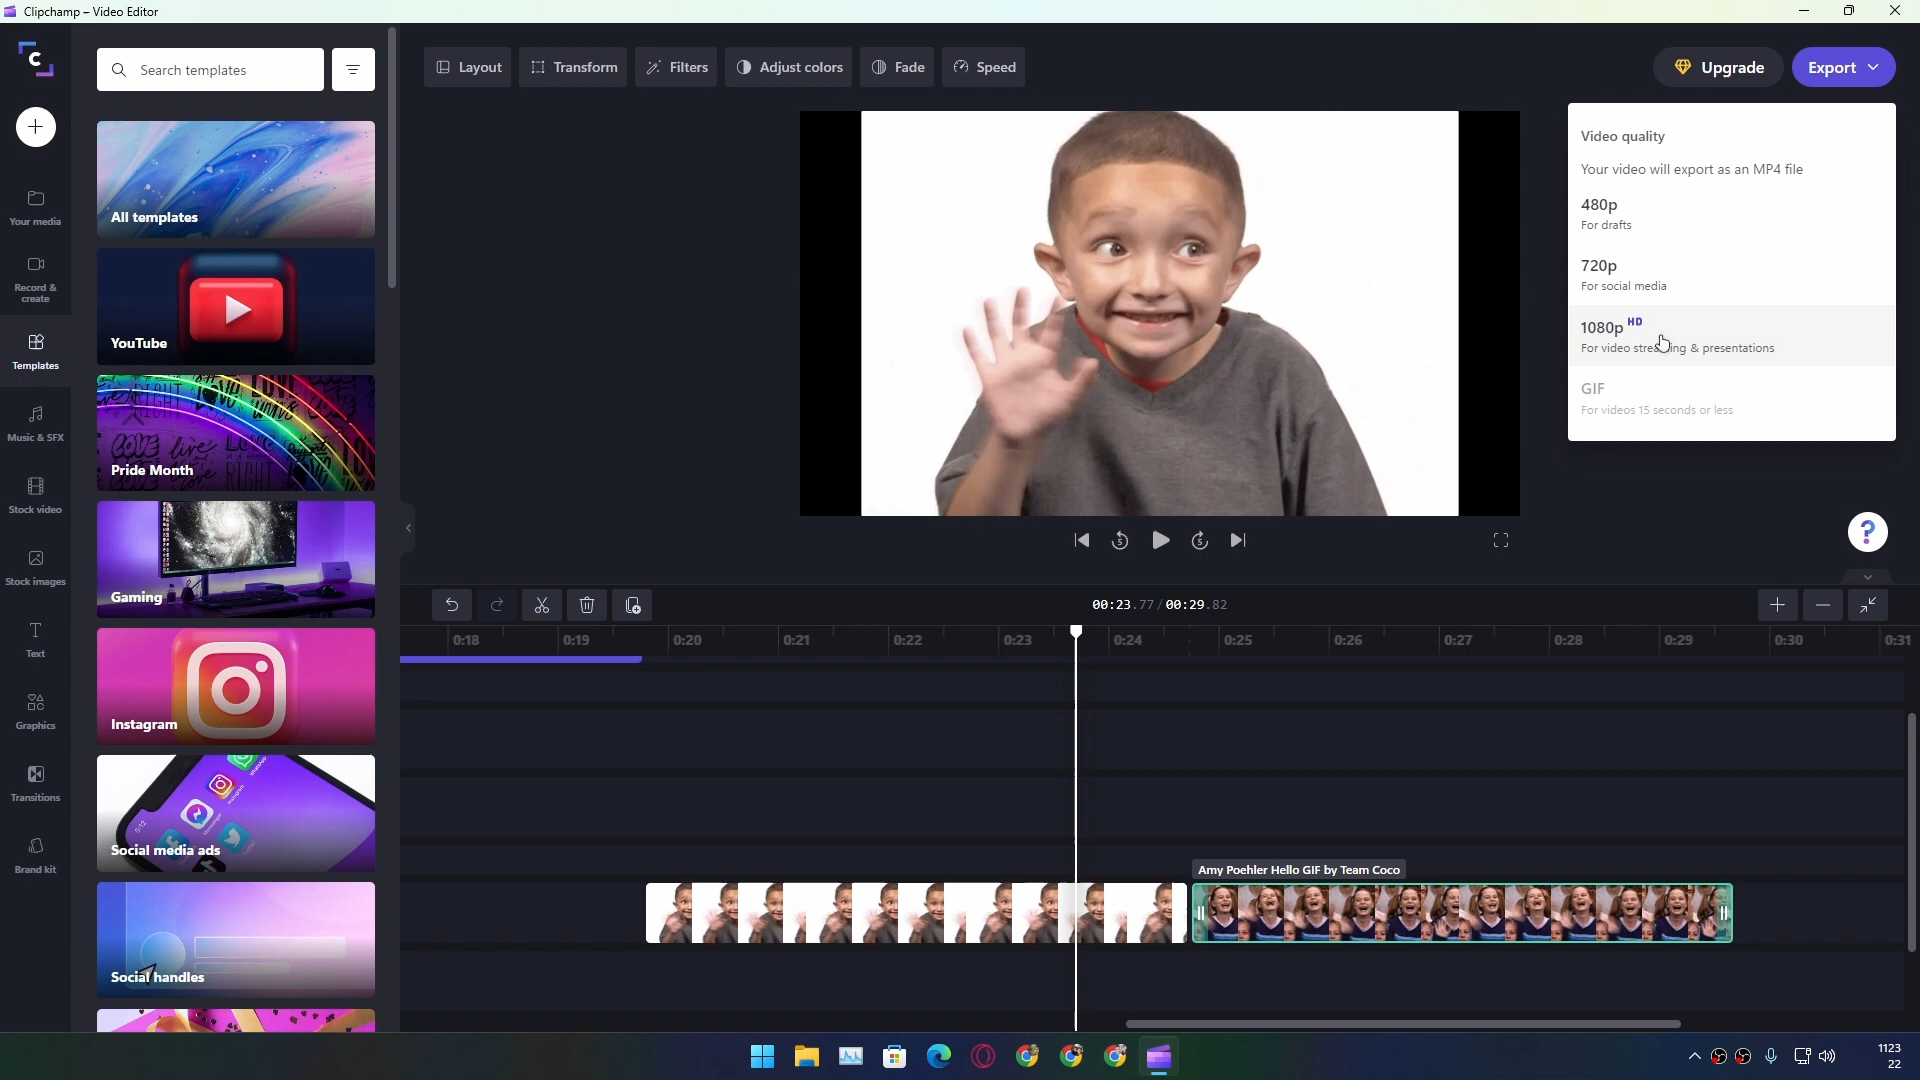 Clipchamp – Video Editor
Search templates
Layout
Transform
Filters
Adjust colors
Fade
Speed
Upgrade
Export
Your media
Record &
create
Templates
Music & SFX
Stock video
Stock images
Text
Graphics
Transitions
Brand kit
All templates
YouTube
Pride Month
Gaming
Instagram
Social media ads
Social handles
Video quality
Your video will export as an MP4 file
480p
For drafts
720p
For social media
1080p HD
For video streaming & presentations
GIF
For videos 15 seconds or less
5
5
?
00:23.77 / 00:29.82
0:18
0:19
0:20
0:21
0:22
0:23
0:24
0:25
0:26
0:27
0:28
0:29
0:30
0:31
Amy Poehler Hello GIF by Team Coco
1123
22